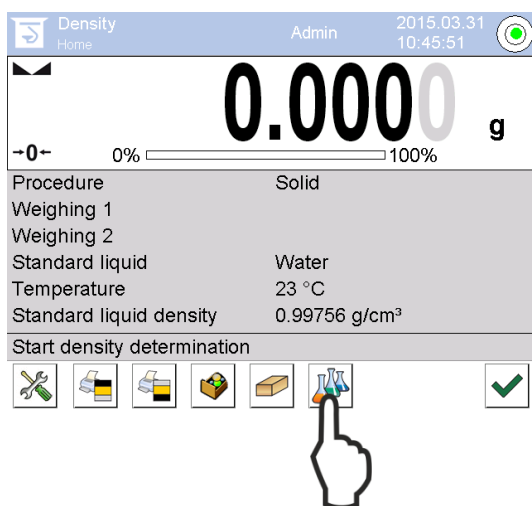 Density
Home
Admin
2015.03.31
10:45:51
0.0000 g
→0← 0% 100%
Procedure Solid
Weighing 1
Weighing 2
Standard liquid Water
Temperature 23 °C
Standard liquid density 0.99756 g/cm³
Start density determination